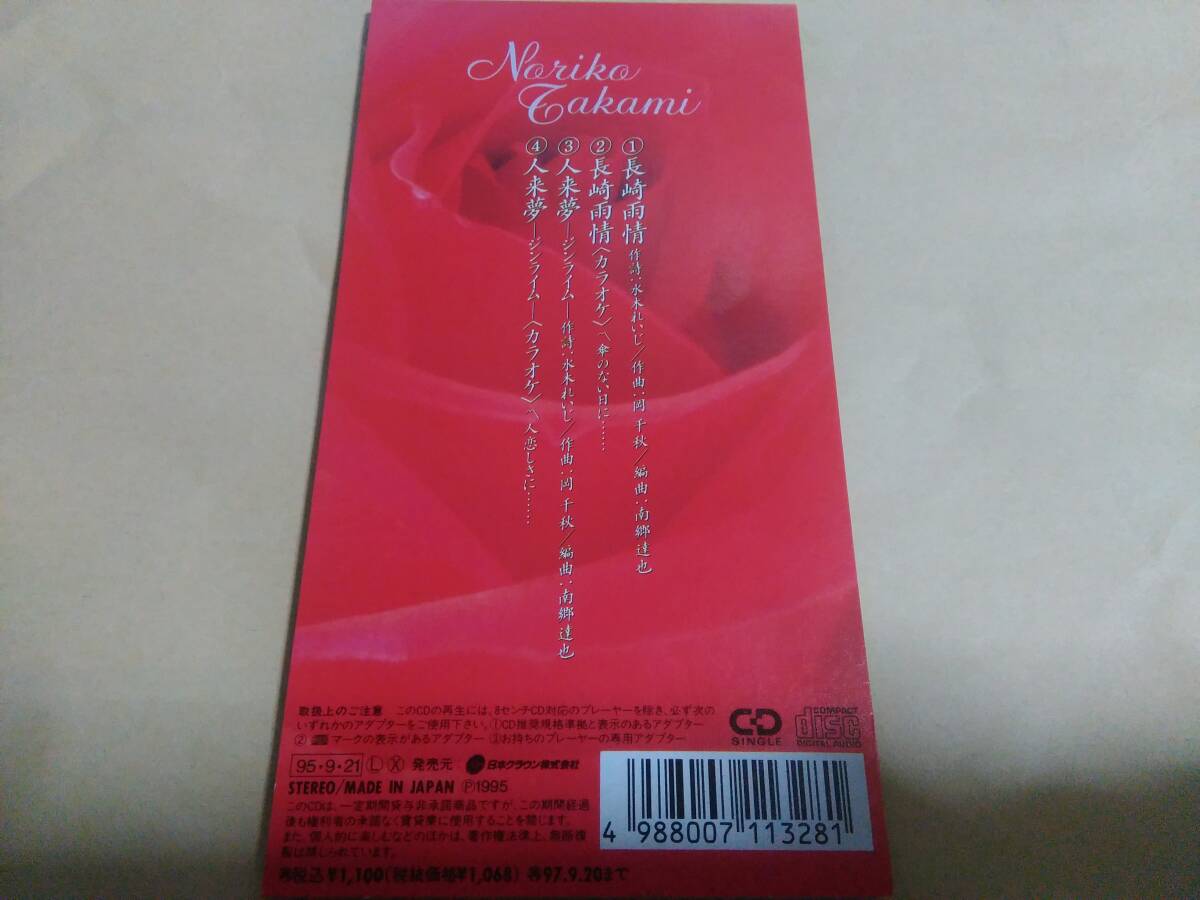 Noriko
Takami
①長崎雨情 作詩:水木れいじ/作曲:岡 千秋/編曲:南郷達也
②長崎雨情〈カラオケ〉〽傘のない日に……
③人来夢―ジンライム―作詩:水木れいじ/作曲:岡 千秋/編曲:南郷達也
④人来夢―ジンライム―〈カラオケ〉〽人恋しさに……
取扱上のご注意 このCDの再生には、8センチCD対応のプレーヤーを除き、必ず次の
いずれかのアダプターをご使用下さい。①CD推奨規格準拠と表示のあるアダプター
② マークの表示があるアダプター ③お持ちのプレーヤーの専用アダプター
CD
SINGLE
COMPACT
disc
DIGITAL AUDIO
95・9・21 Ⓛ Ⓧ 発売元: 日本クラウン株式会社
STEREO/MADE IN JAPAN Ⓟ1995
このCDは、一定期間貸与非承諾商品ですが、この期間経過
後も権利者の承諾なく賃貸業に使用することを禁じます。
また、個人的に楽しむなどのほかは、著作権法上、無断複
製は禁じられています。
税込¥1,100(税抜価格¥1,068) 97.9.20まで
4 988007 113281